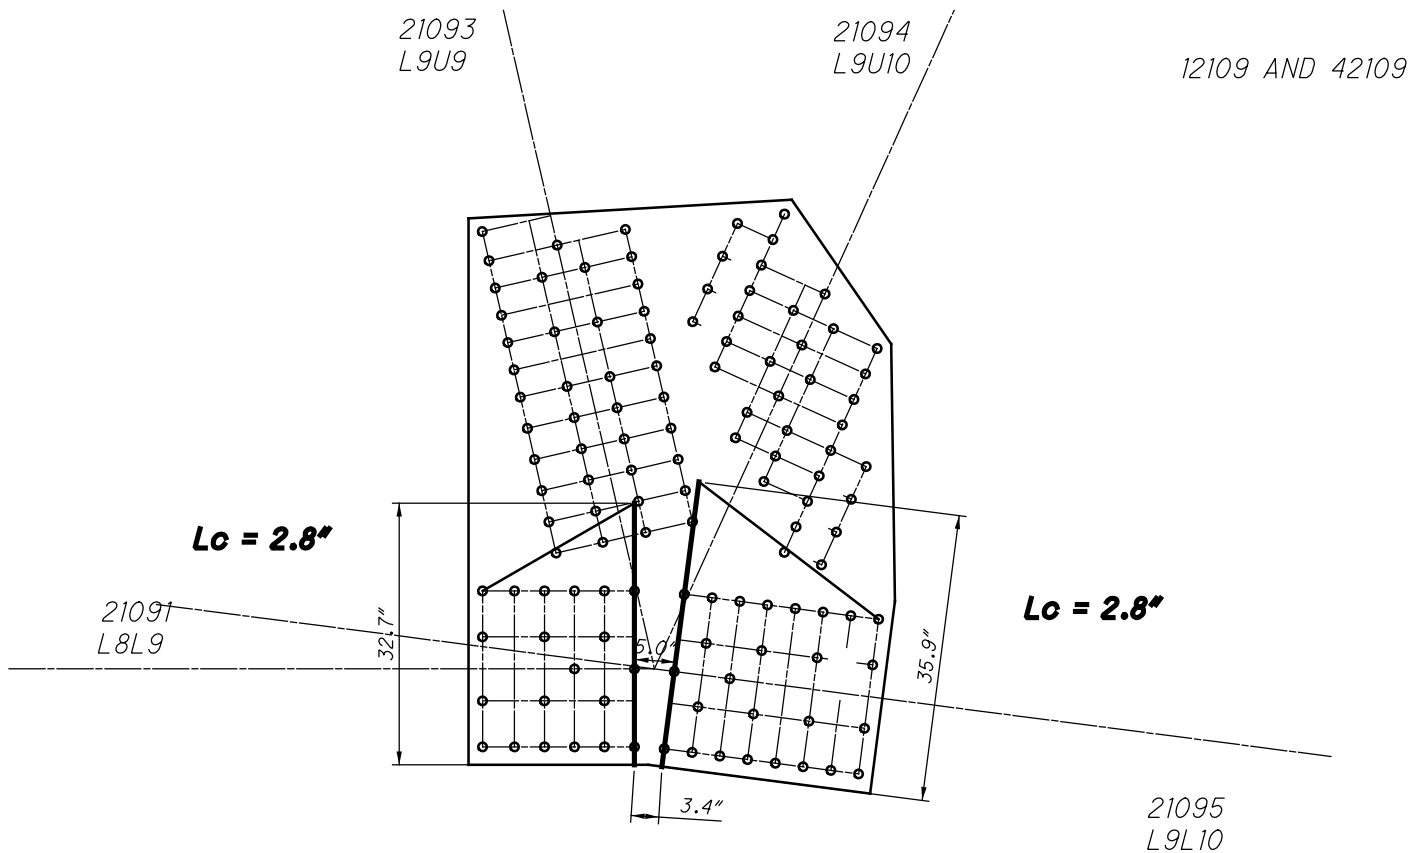 21093
L9U9
21094
L9U10
12109 AND 42109
Lc = 2.8"
21091
L8L9
32.7"
5.0"
Lc = 2.8"
35.9"
3.4"
21095
L9L10